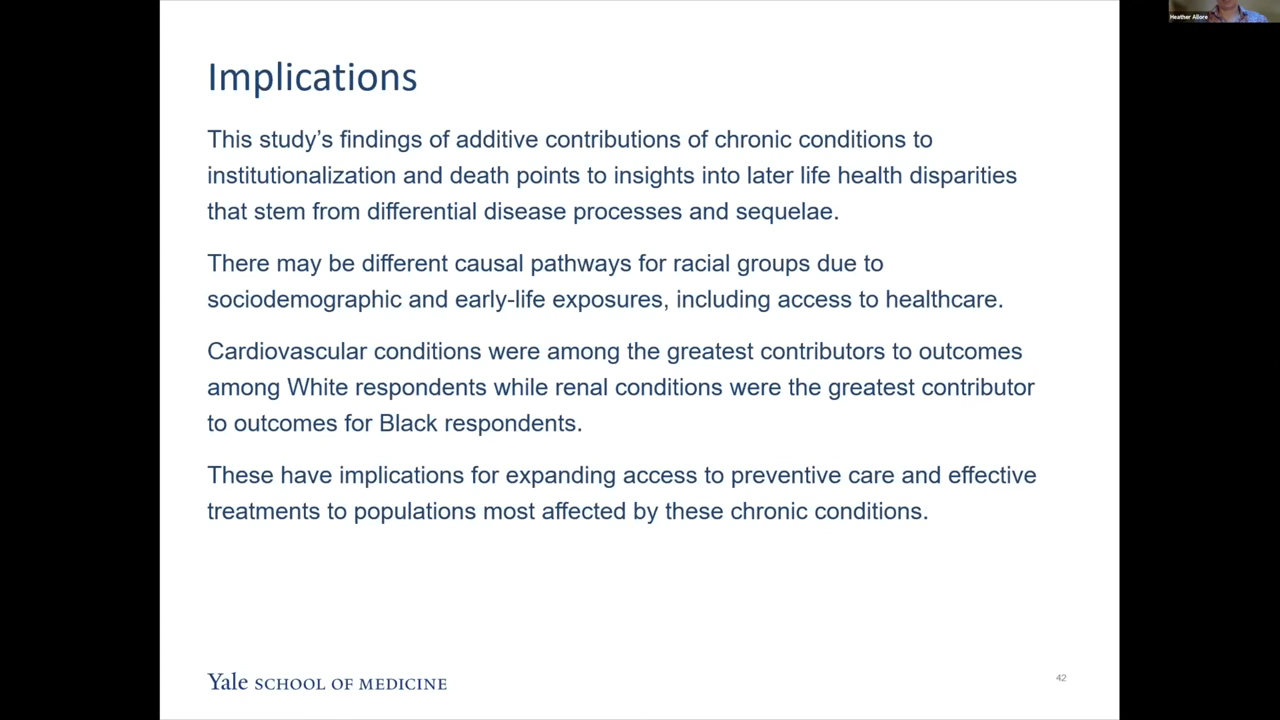 Heather Allore
Implications
This study's findings of additive contributions of chronic conditions to
institutionalization and death points to insights into later life health disparities
that stem from differential disease processes and sequelae.
There may be different causal pathways for racial groups due to
sociodemographic and early-life exposures, including access to healthcare.
Cardiovascular conditions were among the greatest contributors to outcomes
among White respondents while renal conditions were the greatest contributor
to outcomes for Black respondents.
These have implications for expanding access to preventive care and effective
treatments to populations most affected by these chronic conditions.
Yale SCHOOL OF MEDICINE
42